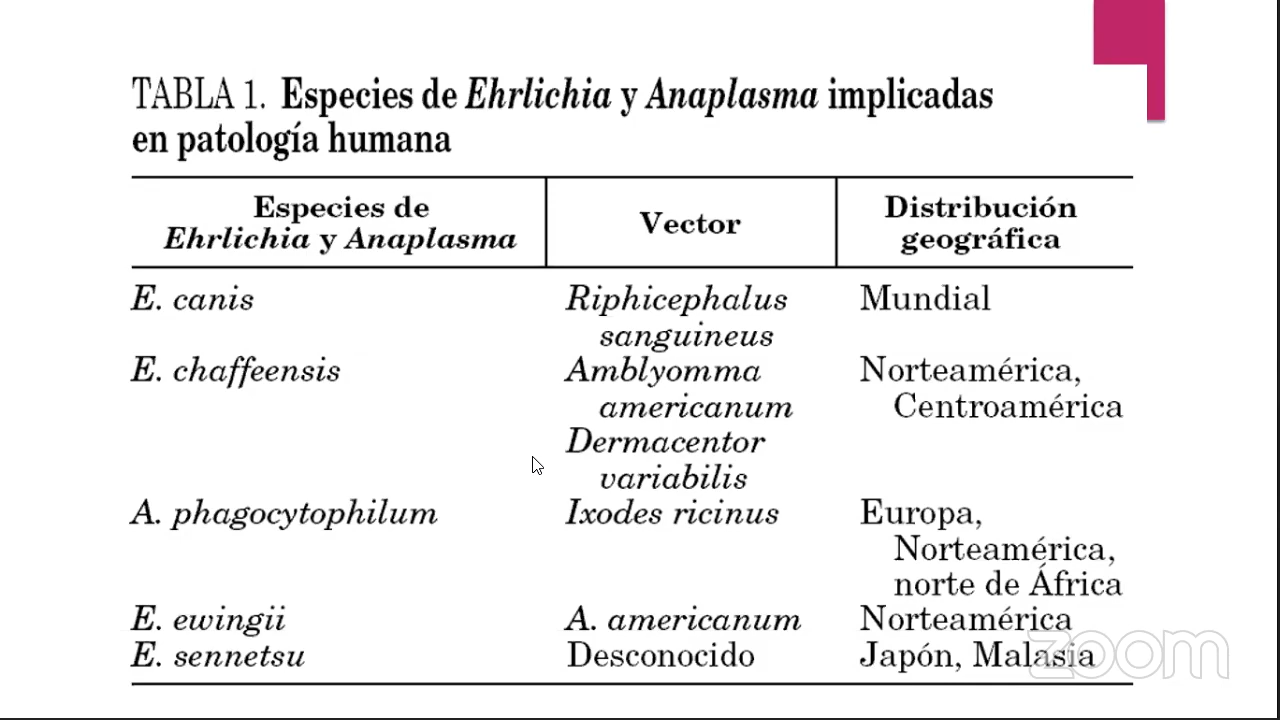 TABLA 1. Especies de Ehrlichia y Anaplasma implicadas
en patología humana
Especies de
Ehrlichia y Anaplasma
Vector
Distribución
geográfica
E. canis
Riphicephalus
sanguineus
Mundial
E. chaffeensis
Amblyomma
americanum
Dermacentor
variabilis
Norteamérica,
Centroamérica
A. phagocytophilum
Ixodes ricinus
Europa,
Norteamérica,
norte de África
E. ewingii
A. americanum
Norteamérica
E. sennetsu
Desconocido
Japón, Malasia
zoom